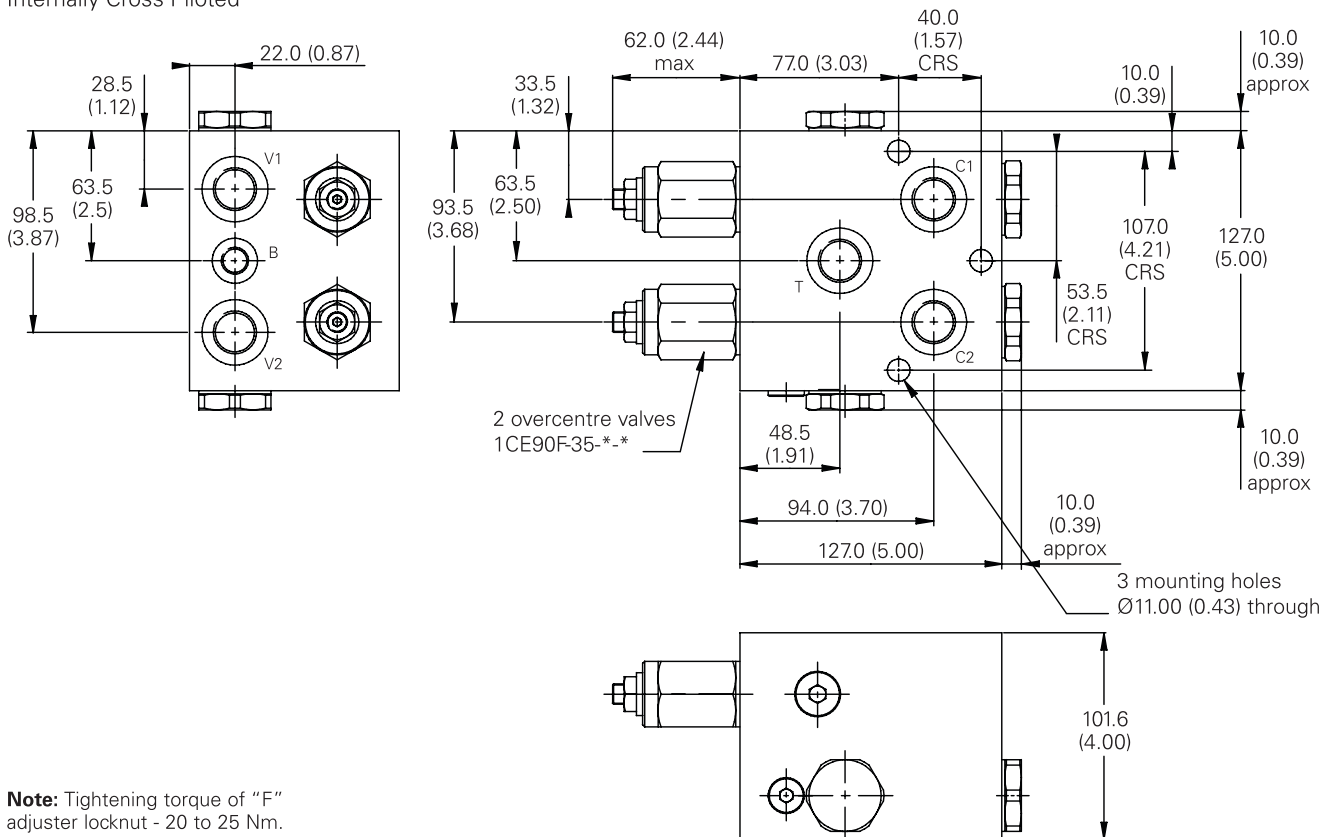 Internally Cross Piloted
22.0 (0.87)
28.5
(1.12)
63.5
(2.5)
98.5
(3.87)
V1
B
V2
62.0 (2.44)
max
77.0 (3.03)
40.0
(1.57)
CRS
10.0
(0.39)
10.0
(0.39)
approx
33.5
(1.32)
63.5
(2.50)
93.5
(3.68)
C1
T
C2
107.0
(4.21)
CRS
127.0
(5.00)
53.5
(2.11)
CRS
2 overcentre valves
1CE90F-35-*-*
48.5
(1.91)
94.0 (3.70)
127.0 (5.00)
10.0
(0.39)
approx
10.0
(0.39)
approx
3 mounting holes
Ø11.00 (0.43) through
101.6
(4.00)
Note: Tightening torque of "F"
adjuster locknut - 20 to 25 Nm.